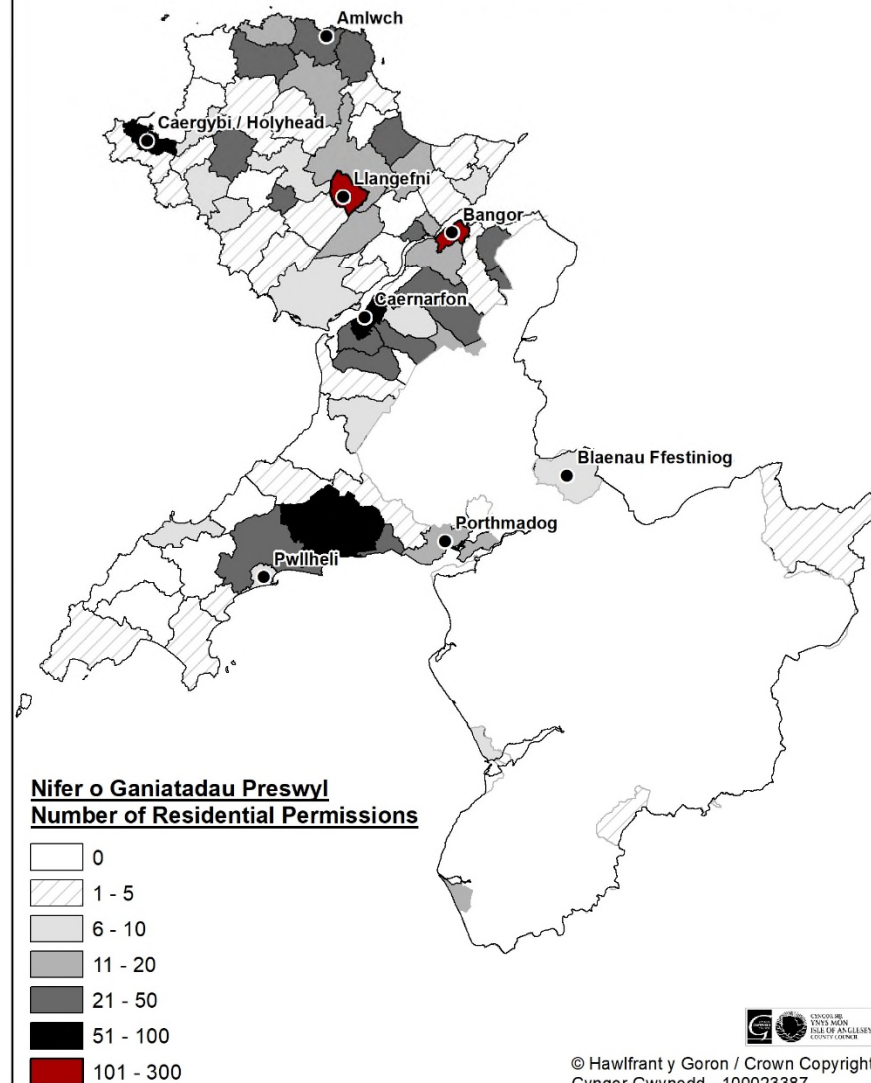 Amlwch
Caergybi / Holyhead
Llangefni
Bangor
Caernarfon
Blaenau Ffestiniog
Porthmadog
Pwllheli
Nifer o Ganiatadau Preswyl
Number of Residential Permissions
0
1 - 5
6 - 10
11 - 20
21 - 50
51 - 100
101 - 300
CYNGOR SIR
YNYS MÔN
ISLE OF ANGLESEY
COUNTY COUNCIL
© Hawlfraint y Goron / Crown Copyright
Cyngor Gwynedd - 100023387